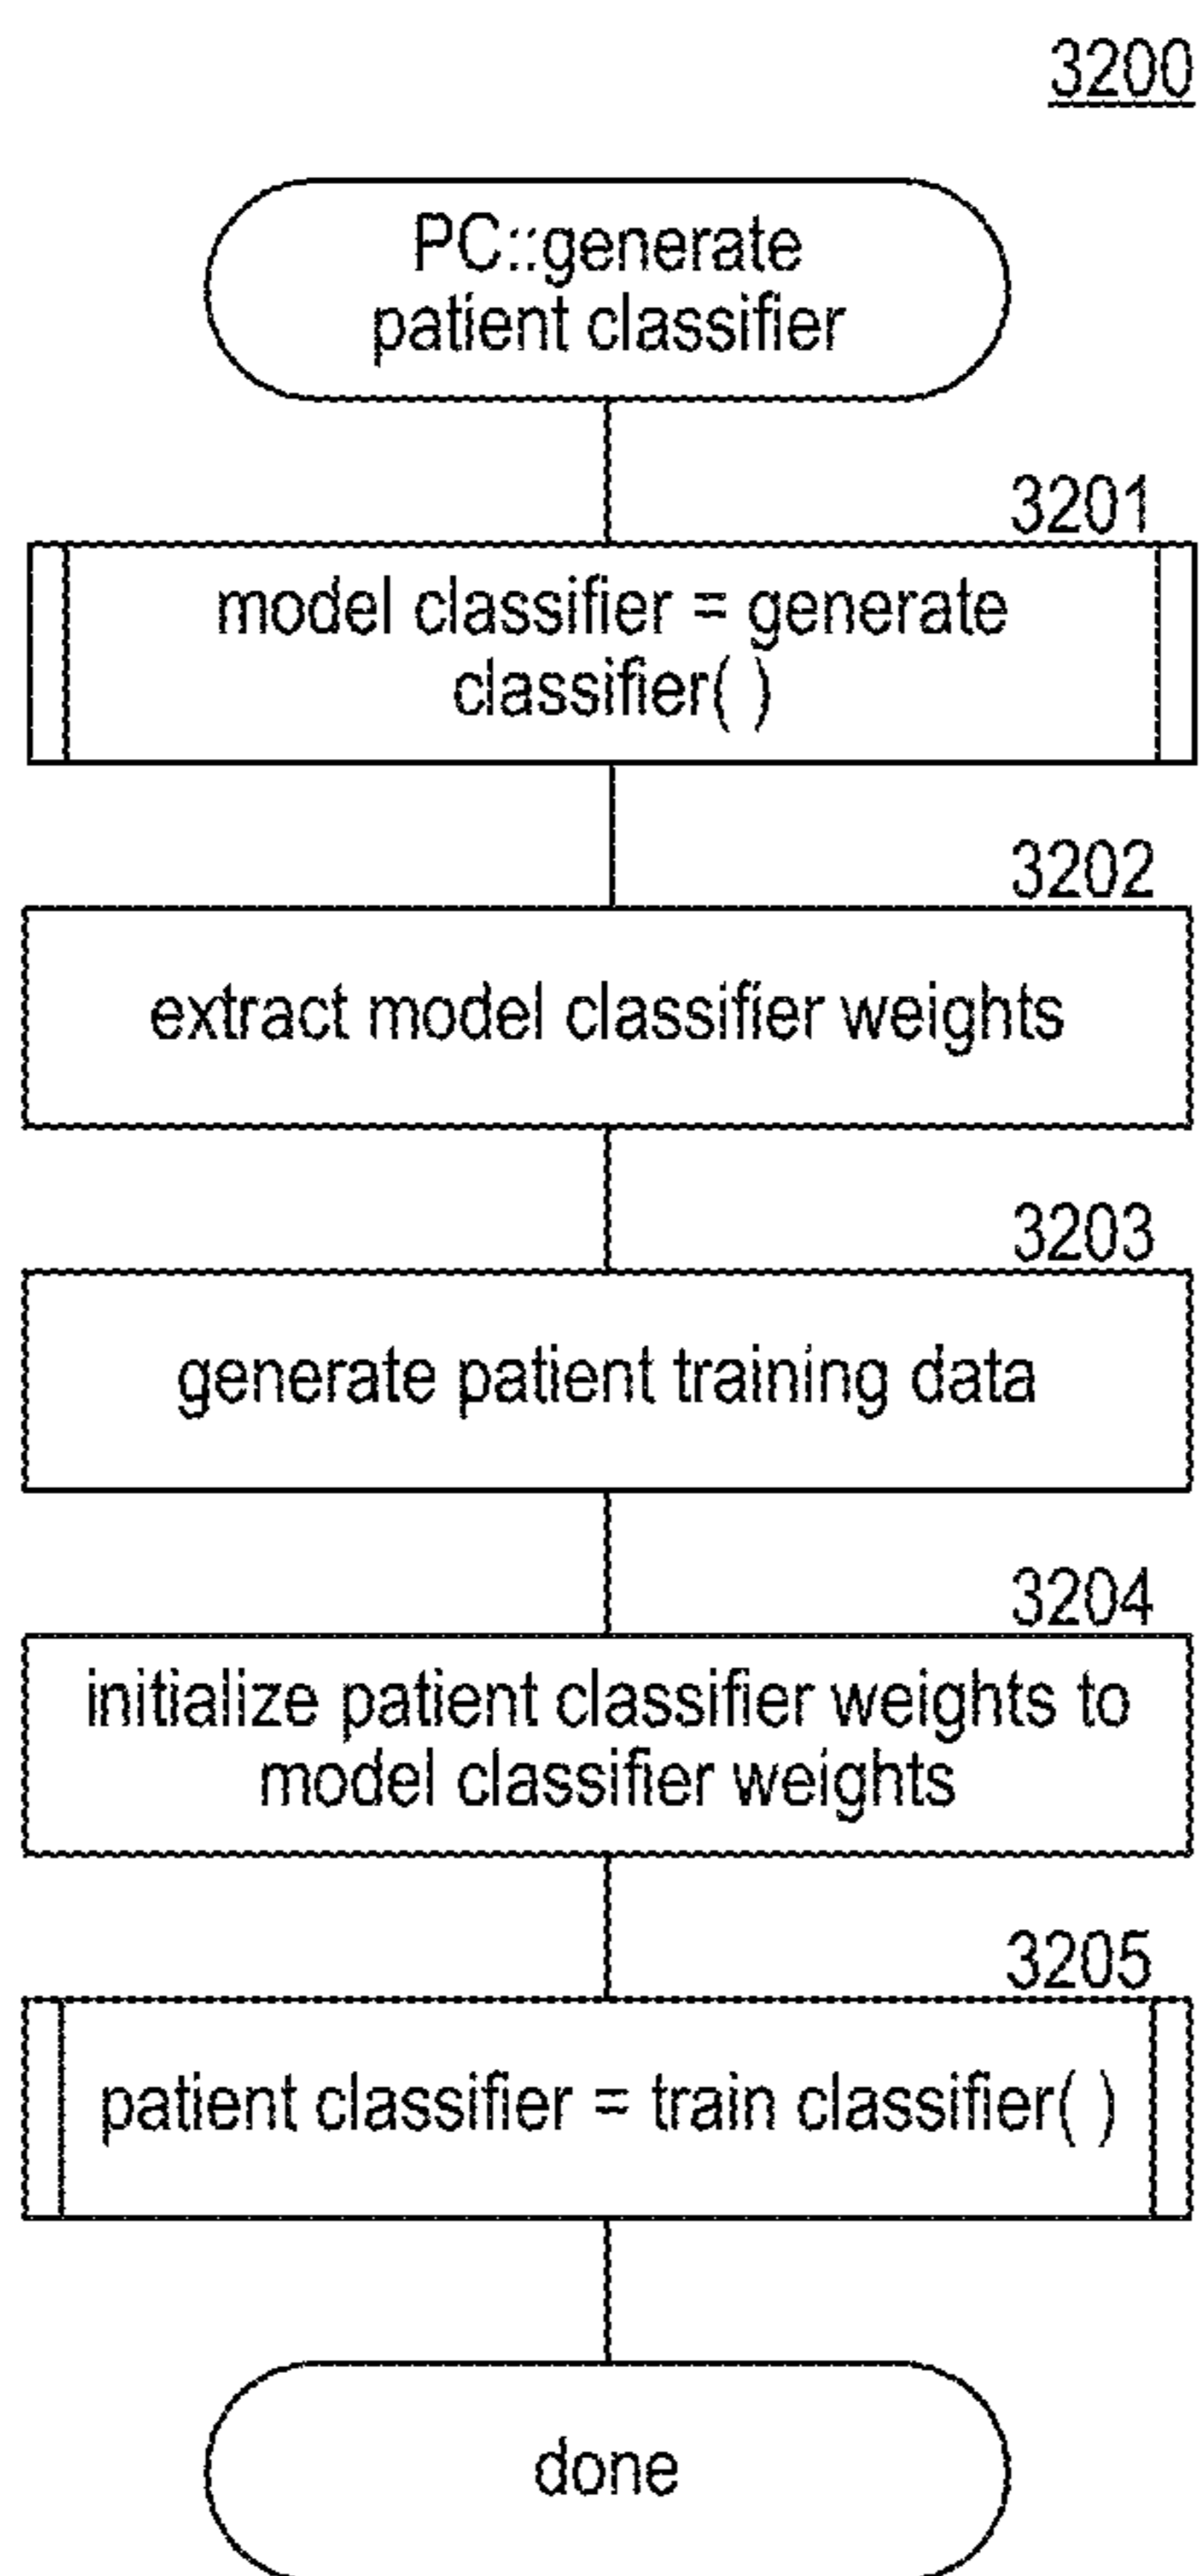 3200
PC::generate
patient classifier
3201
model classifier = generate
classifier( )
3202
extract model classifier weights
3203
generate patient training data
3204
initialize patient classifier weights to
model classifier weights
3205
patient classifier = train classifier( )
done